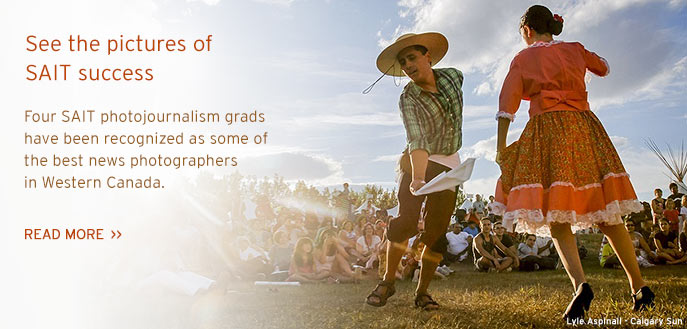 See the pictures of
SAIT success
Four SAIT photojournalism grads
have been recognized as some of
the best news photographers
in Western Canada.
READ MORE >>
Lyle Aspinall - Calgary Sun